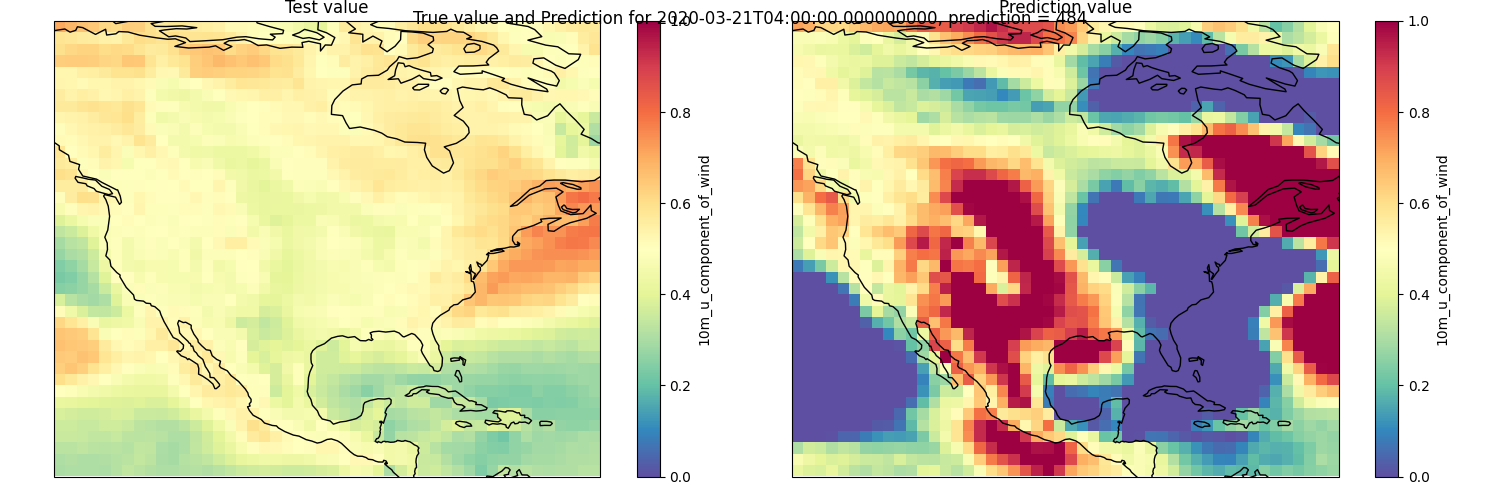 Test value
Prediction value
True value and Prediction for 2020-03-21T04:00:00.000000000, prediction = 484
1.0
0.8
0.6
0.4
0.2
0.0
10m_u_component_of_wind
1.0
0.8
0.6
0.4
0.2
0.0
10m_u_component_of_wind